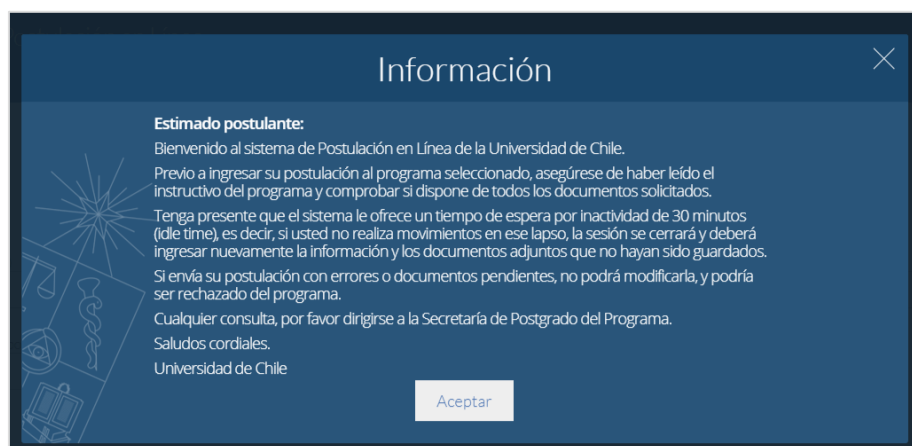 Información
Estimado postulante:
Bienvenido al sistema de Postulación en Línea de la Universidad de Chile.
Previo a ingresar su postulación al programa seleccionado, asegúrese de haber leído el
instructivo del programa y comprobar si dispone de todos los documentos solicitados.
Tenga presente que el sistema le ofrece un tiempo de espera por inactividad de 30 minutos
(idle time), es decir, si usted no realiza movimientos en ese lapso, la sesión se cerrará y deberá
ingresar nuevamente la información y los documentos adjuntos que no hayan sido guardados.
Si envía su postulación con errores o documentos pendientes, no podrá modificarla, y podría
ser rechazado del programa.
Cualquier consulta, por favor dirigirse a la Secretaría de Postgrado del Programa.
Saludos cordiales.
Universidad de Chile
Aceptar